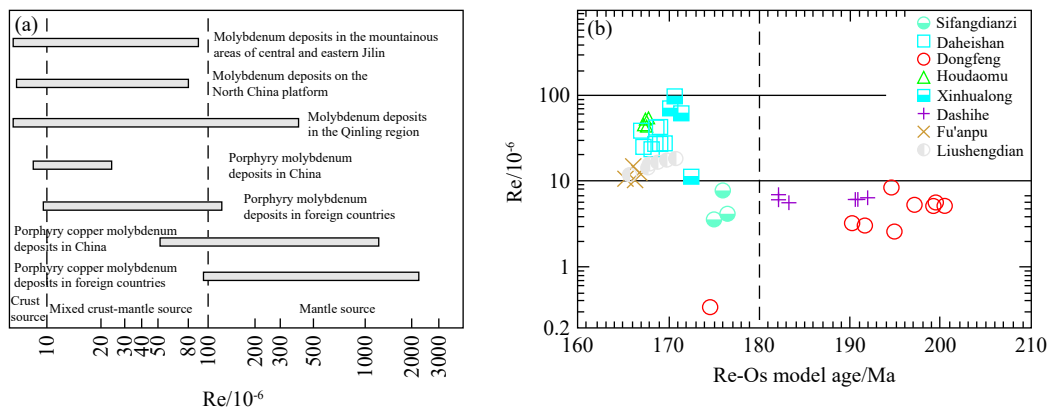 (a)
Molybdenum deposits in the mountainous
areas of central and eastern Jilin
Molybdenum deposits on the
North China platform
Molybdenum deposits
in the Qinling region
Porphyry molybdenum
deposits in China
Porphyry molybdenum
deposits in foreign countries
Porphyry copper molybdenum
deposits in China
Porphyry copper molybdenum
deposits in foreign countries
Crust
source
Mixed crust-mantle source
Mantle source
10 20 30 40 50 80 100 300 500 1000 2000 3000
Re/10⁻⁶
(b)
Sifangdianzi
Daheishan
Dongfeng
Houdaomu
Xinhualong
Dashihe
Fu'anpu
Liushengdian
Re/10⁻⁶
100
10
1
0.2
160 170 180 190 200 210
Re-Os model age/Ma